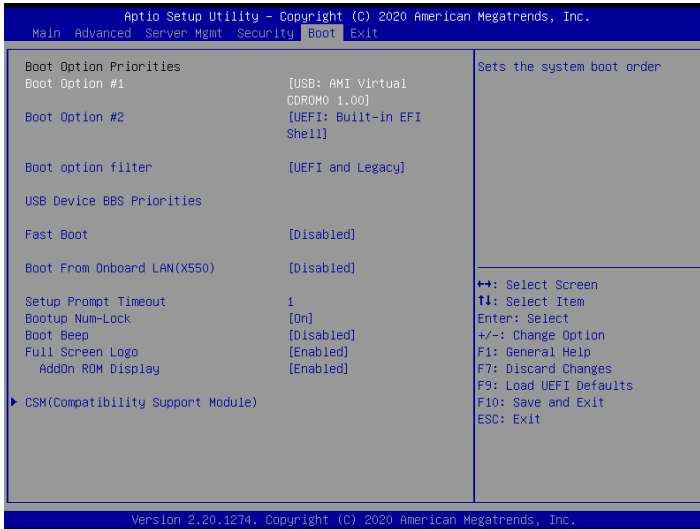 Aptio Setup Utility – Copyright (C) 2020 American Megatrends, Inc.
Main Advanced Server Mgmt Security Boot Exit
Boot Option Priorities
Boot Option #1 [USB: AMI Virtual
CDROM0 1.00]
Boot Option #2 [UEFI: Built-in EFI
Shell]
Boot option filter [UEFI and Legacy]
USB Device BBS Priorities
Fast Boot [Disabled]
Boot From Onboard LAN(X550) [Disabled]
Setup Prompt Timeout 1
Bootup Num-Lock [On]
Boot Beep [Disabled]
Full Screen Logo [Enabled]
AddOn ROM Display [Enabled]
CSM(Compatibility Support Module)
Sets the system boot order
↔: Select Screen
↑↓: Select Item
Enter: Select
+/-: Change Option
F1: General Help
F7: Discard Changes
F9: Load UEFI Defaults
F10: Save and Exit
ESC: Exit
Version 2.20.1274. Copyright (C) 2020 American Megatrends, Inc.